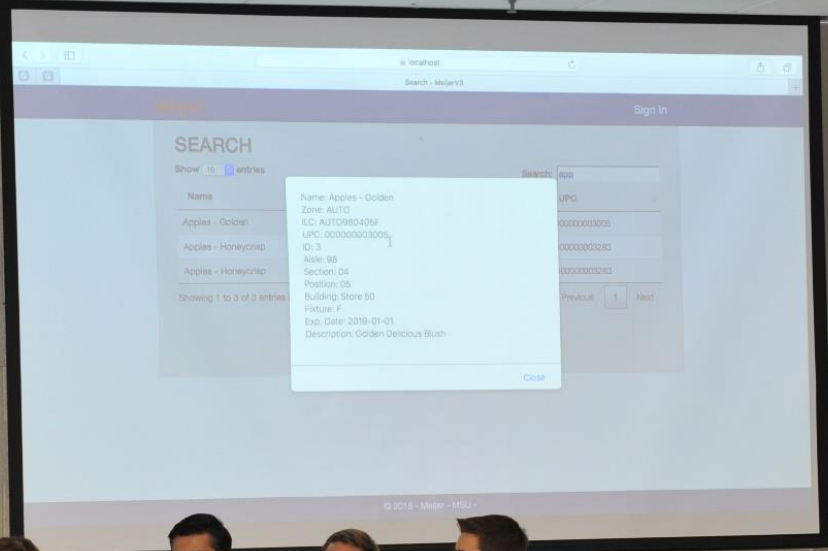 localhost
Search - MeijerV3
Sign In
SEARCH
Show 10 entries
Search: app
Name
UPC
Apples - Golden
00000003005
Apples - Honeycrisp
00000003283
Apples - Honeycrisp
00000003283
Showing 1 to 3 of 3 entries
Previous 1 Next
Name: Apples - Golden
Zone: AUTO
ILC: AUTO980405F
UPC: 000000003005
ID: 3
Aisle: 98
Section: 04
Position: 05
Building: Store 50
Fixture: F
Exp. Date: 2019-01-01
Description: Golden Delicious Blush
Close
© 2018 - Meijer - MSU -